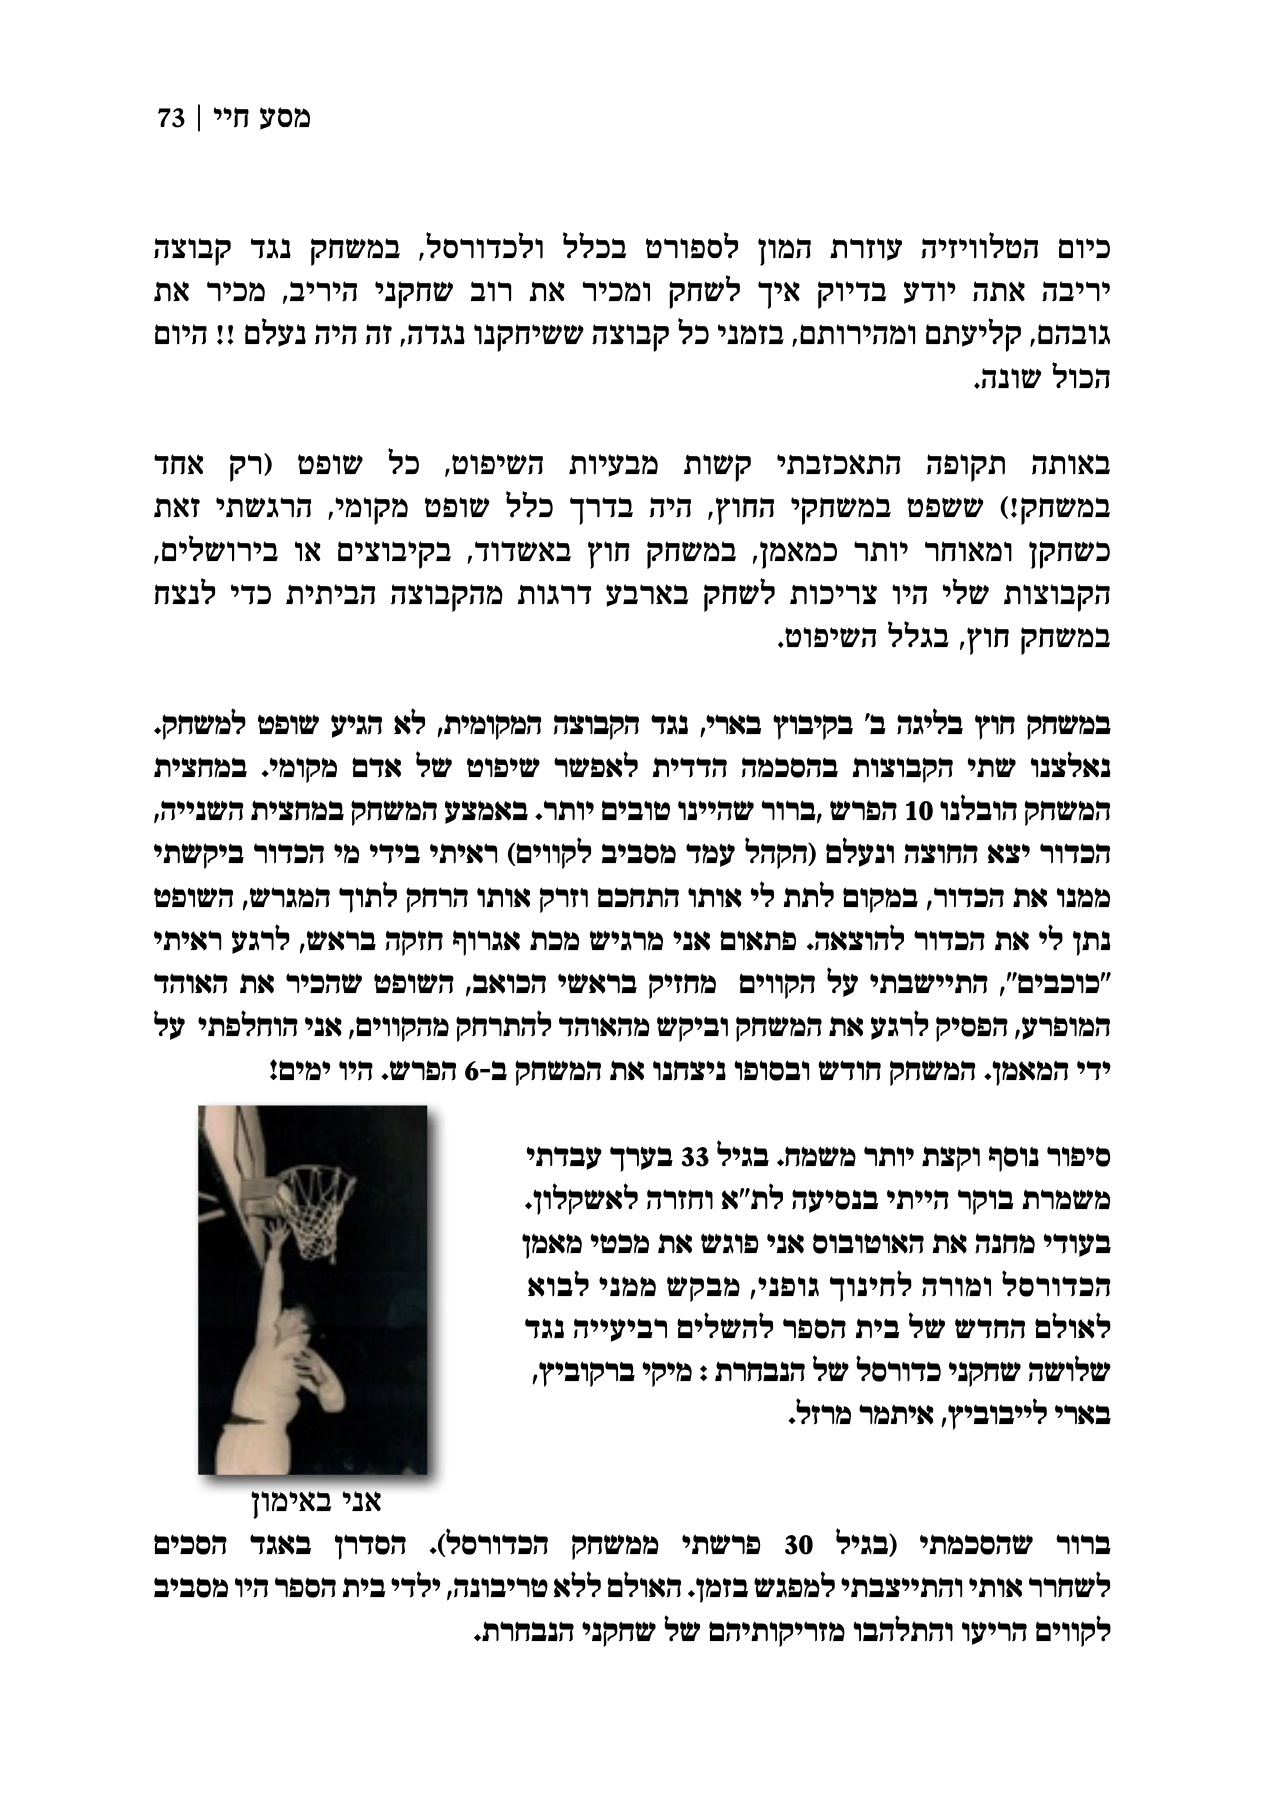 מסע חיי | 73
כיום הטלוויזיה עוזרת המון לספורט בכלל ולכדורסל, במשחק נגד קבוצה
יריבה אתה יודע בדיוק איך לשחק ומכיר את רוב שחקני היריב, מכיר את
גובהם, קליעתם ומהירותם, בזמני כל קבוצה ששיחקנו נגדה, זה היה נעלם !! היום
הכול שונה.
באותה תקופה התאכזבתי קשות מבעיות השיפוט, כל שופט (רק אחד
במשחק!) ששפט במשחקי החוץ, היה בדרך כלל שופט מקומי, הרגשתי זאת
כשחקן ומאוחר יותר כמאמן, במשחק חוץ באשדוד, בקיבוצים או בירושלים,
הקבוצות שלי היו צריכות לשחק בארבע דרגות מהקבוצה הביתית כדי לנצח
במשחק חוץ, בגלל השיפוט.
במשחק חוץ בליגה ב' בקיבוץ בארי, נגד הקבוצה המקומית, לא הגיע שופט למשחק.
נאלצנו שתי הקבוצות בהסכמה הדדית לאפשר שיפוט של אדם מקומי. במחצית
המשחק הובלנו 10 הפרש ,ברור שהיינו טובים יותר. באמצע המשחק במחצית השנייה,
הכדור יצא החוצה ונעלם (הקהל עמד מסביב לקווים) ראיתי בידי מי הכדור ביקשתי
ממנו את הכדור, במקום לתת לי אותו התחכם וזרק אותו הרחק לתוך המגרש, השופט
נתן לי את הכדור להוצאה. פתאום אני מרגיש מכת אגרוף חזקה בראש, לרגע ראיתי
"כוכבים", התיישבתי על הקווים מחזיק בראשי הכואב, השופט שהכיר את האוהד
המופרע, הפסיק לרגע את המשחק וביקש מהאוהד להתרחק מהקווים, אני הוחלפתי על
ידי המאמן. המשחק חודש ובסופו ניצחנו את המשחק ב-6 הפרש. היו ימים!
סיפור נוסף וקצת יותר משמח. בגיל 33 בערך עבדתי
משמרת בוקר הייתי בנסיעה לת"א וחזרה לאשקלון.
בעודי מחנה את האוטובוס אני פוגש את מכטי מאמן
הכדורסל ומורה לחינוך גופני, מבקש ממני לבוא
לאולם החדש של בית הספר להשלים רביעייה נגד
שלושה שחקני כדורסל של הנבחרת : מיקי ברקוביץ,
בארי לייבוביץ, איתמר מרזל.
אני באימון
ברור שהסכמתי (בגיל 30 פרשתי ממשחק הכדורסל). הסדרן באגד הסכים
לשחרר אותי והתייצבתי למפגש בזמן. האולם ללא טריבונה, ילדי בית הספר היו מסביב
לקווים הריעו והתלהבו מזריקותיהם של שחקני הנבחרת.